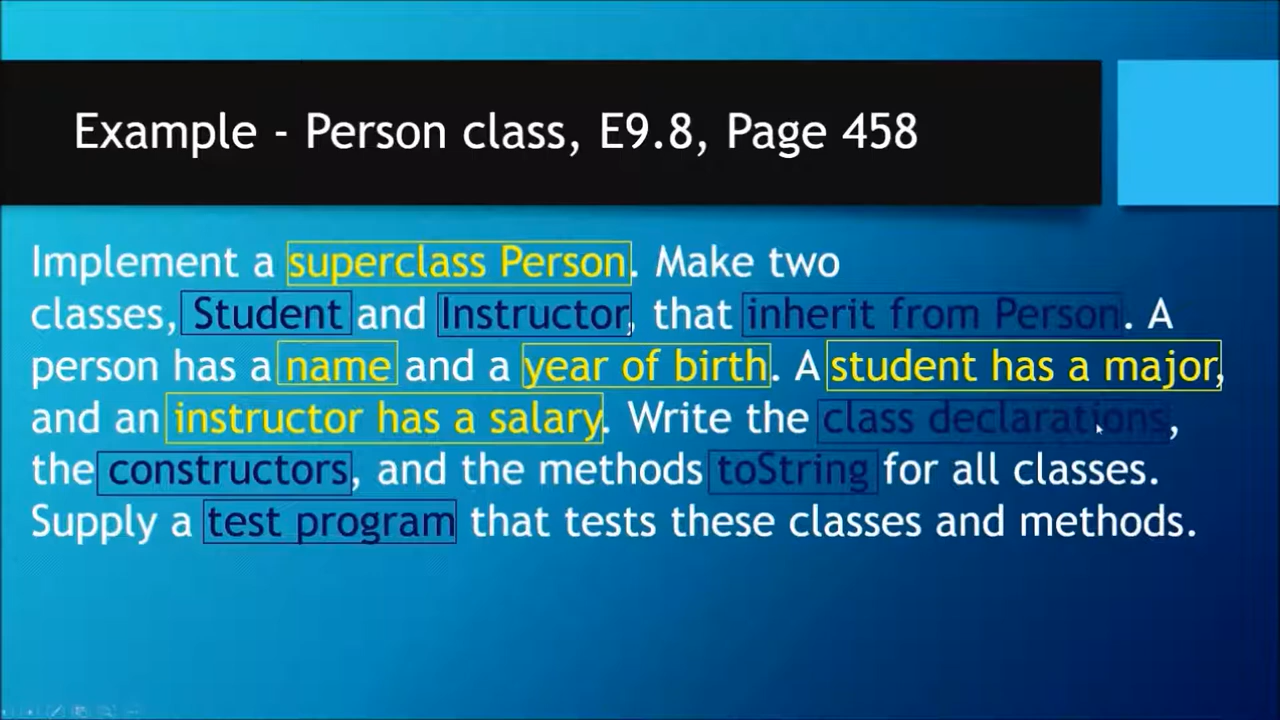 Example - Person class, E9.8, Page 458
Implement a superclass Person. Make two
classes, Student and Instructor, that inherit from Person. A
person has a name and a year of birth. A student has a major,
and an instructor has a salary. Write the class declarations,
the constructors, and the methods toString for all classes.
Supply a test program that tests these classes and methods.